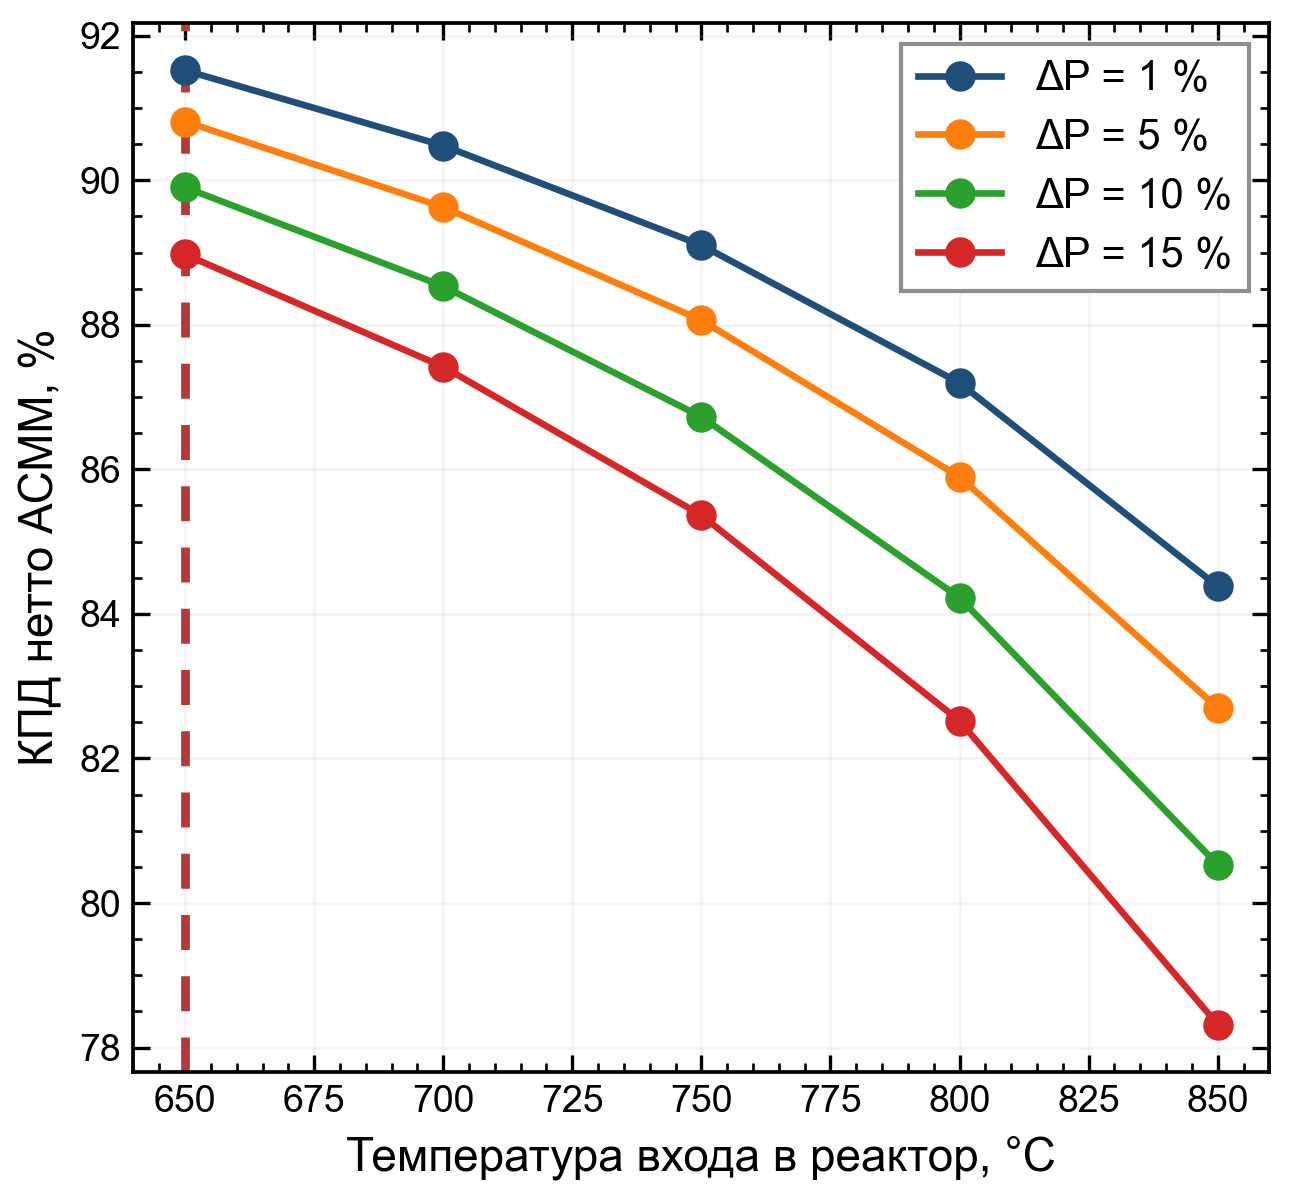 92
90
88
86
84
82
80
78
КПД нетто АСММ, %
ΔP = 1 %
ΔP = 5 %
ΔP = 10 %
ΔP = 15 %
650 675 700 725 750 775 800 825 850
Температура входа в реактор, °C